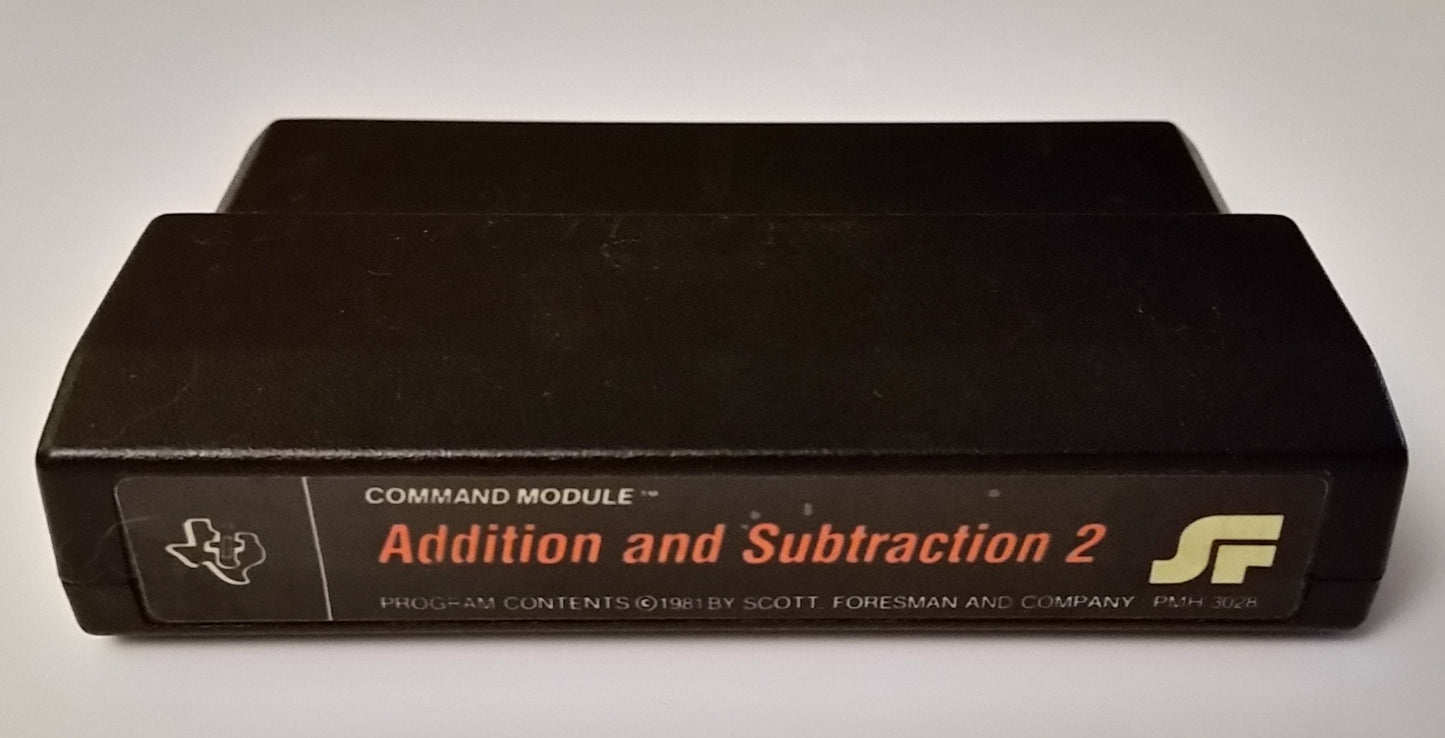 COMMAND MODULE™
Addition and Subtraction 2
SF
PROGRAM CONTENTS ©1981 BY SCOTT, FORESMAN AND COMPANY PMH 3028